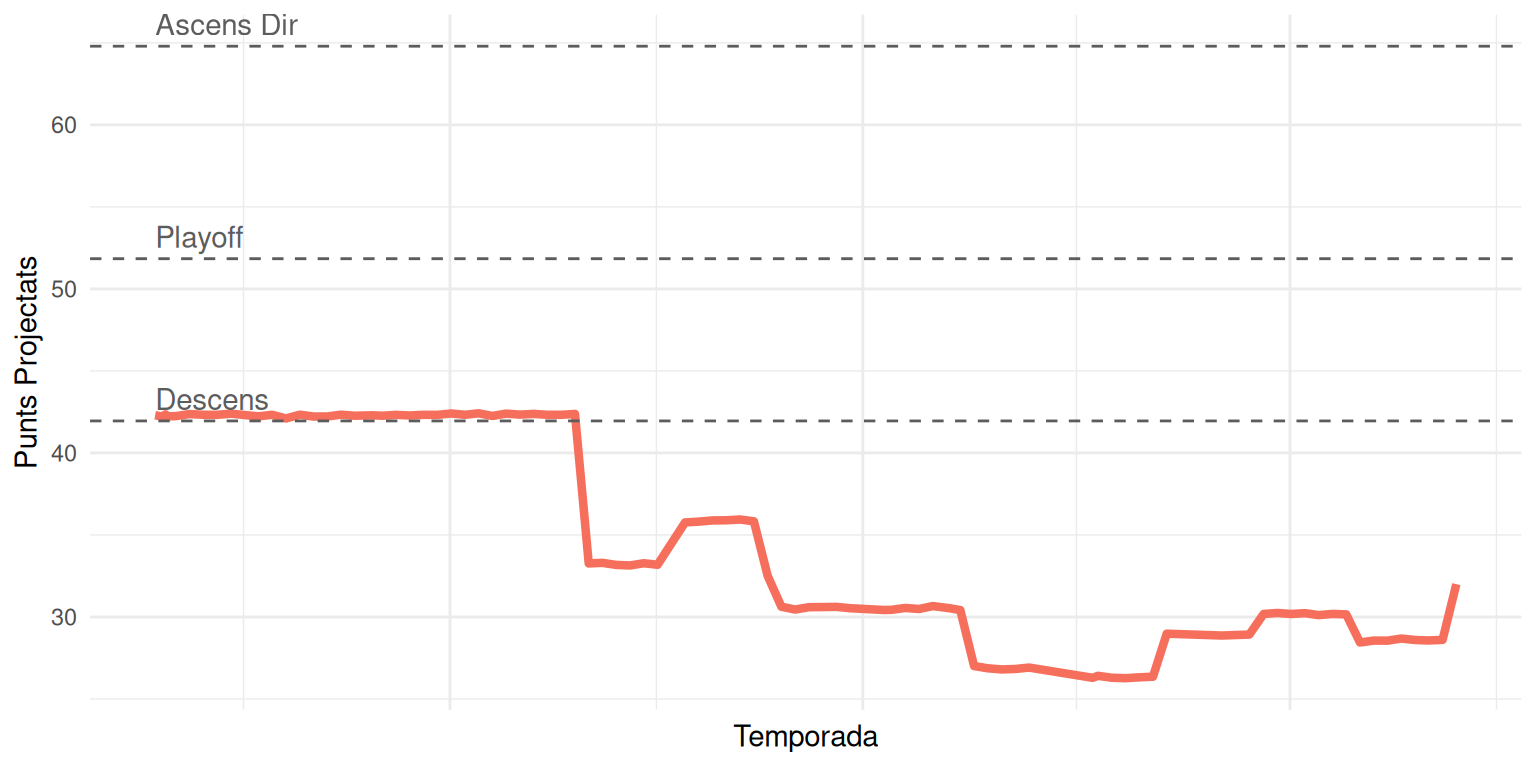 Ascens Dir
60
Playoff
50
Descens
40
30
Punts Projectats
Temporada